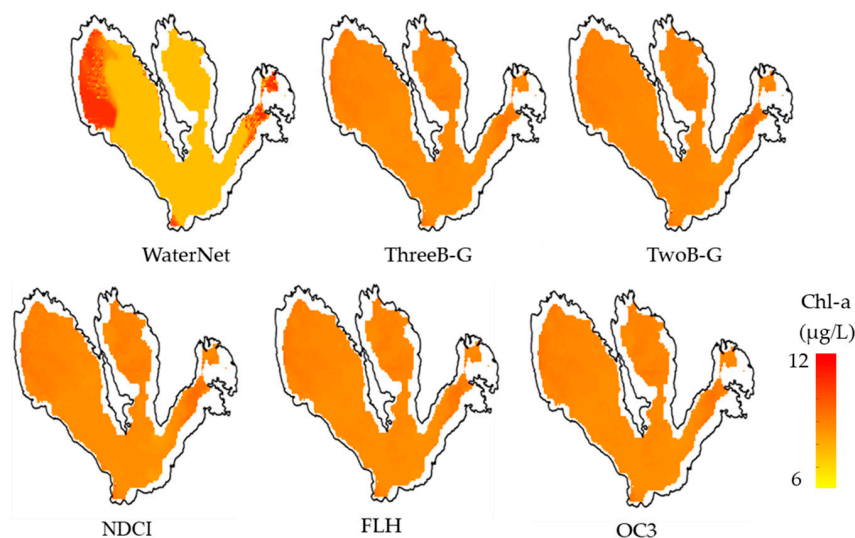 WaterNet
ThreeB-G
TwoB-G
Chl-a
(μg/L)
12
6
NDCI
FLH
OC3